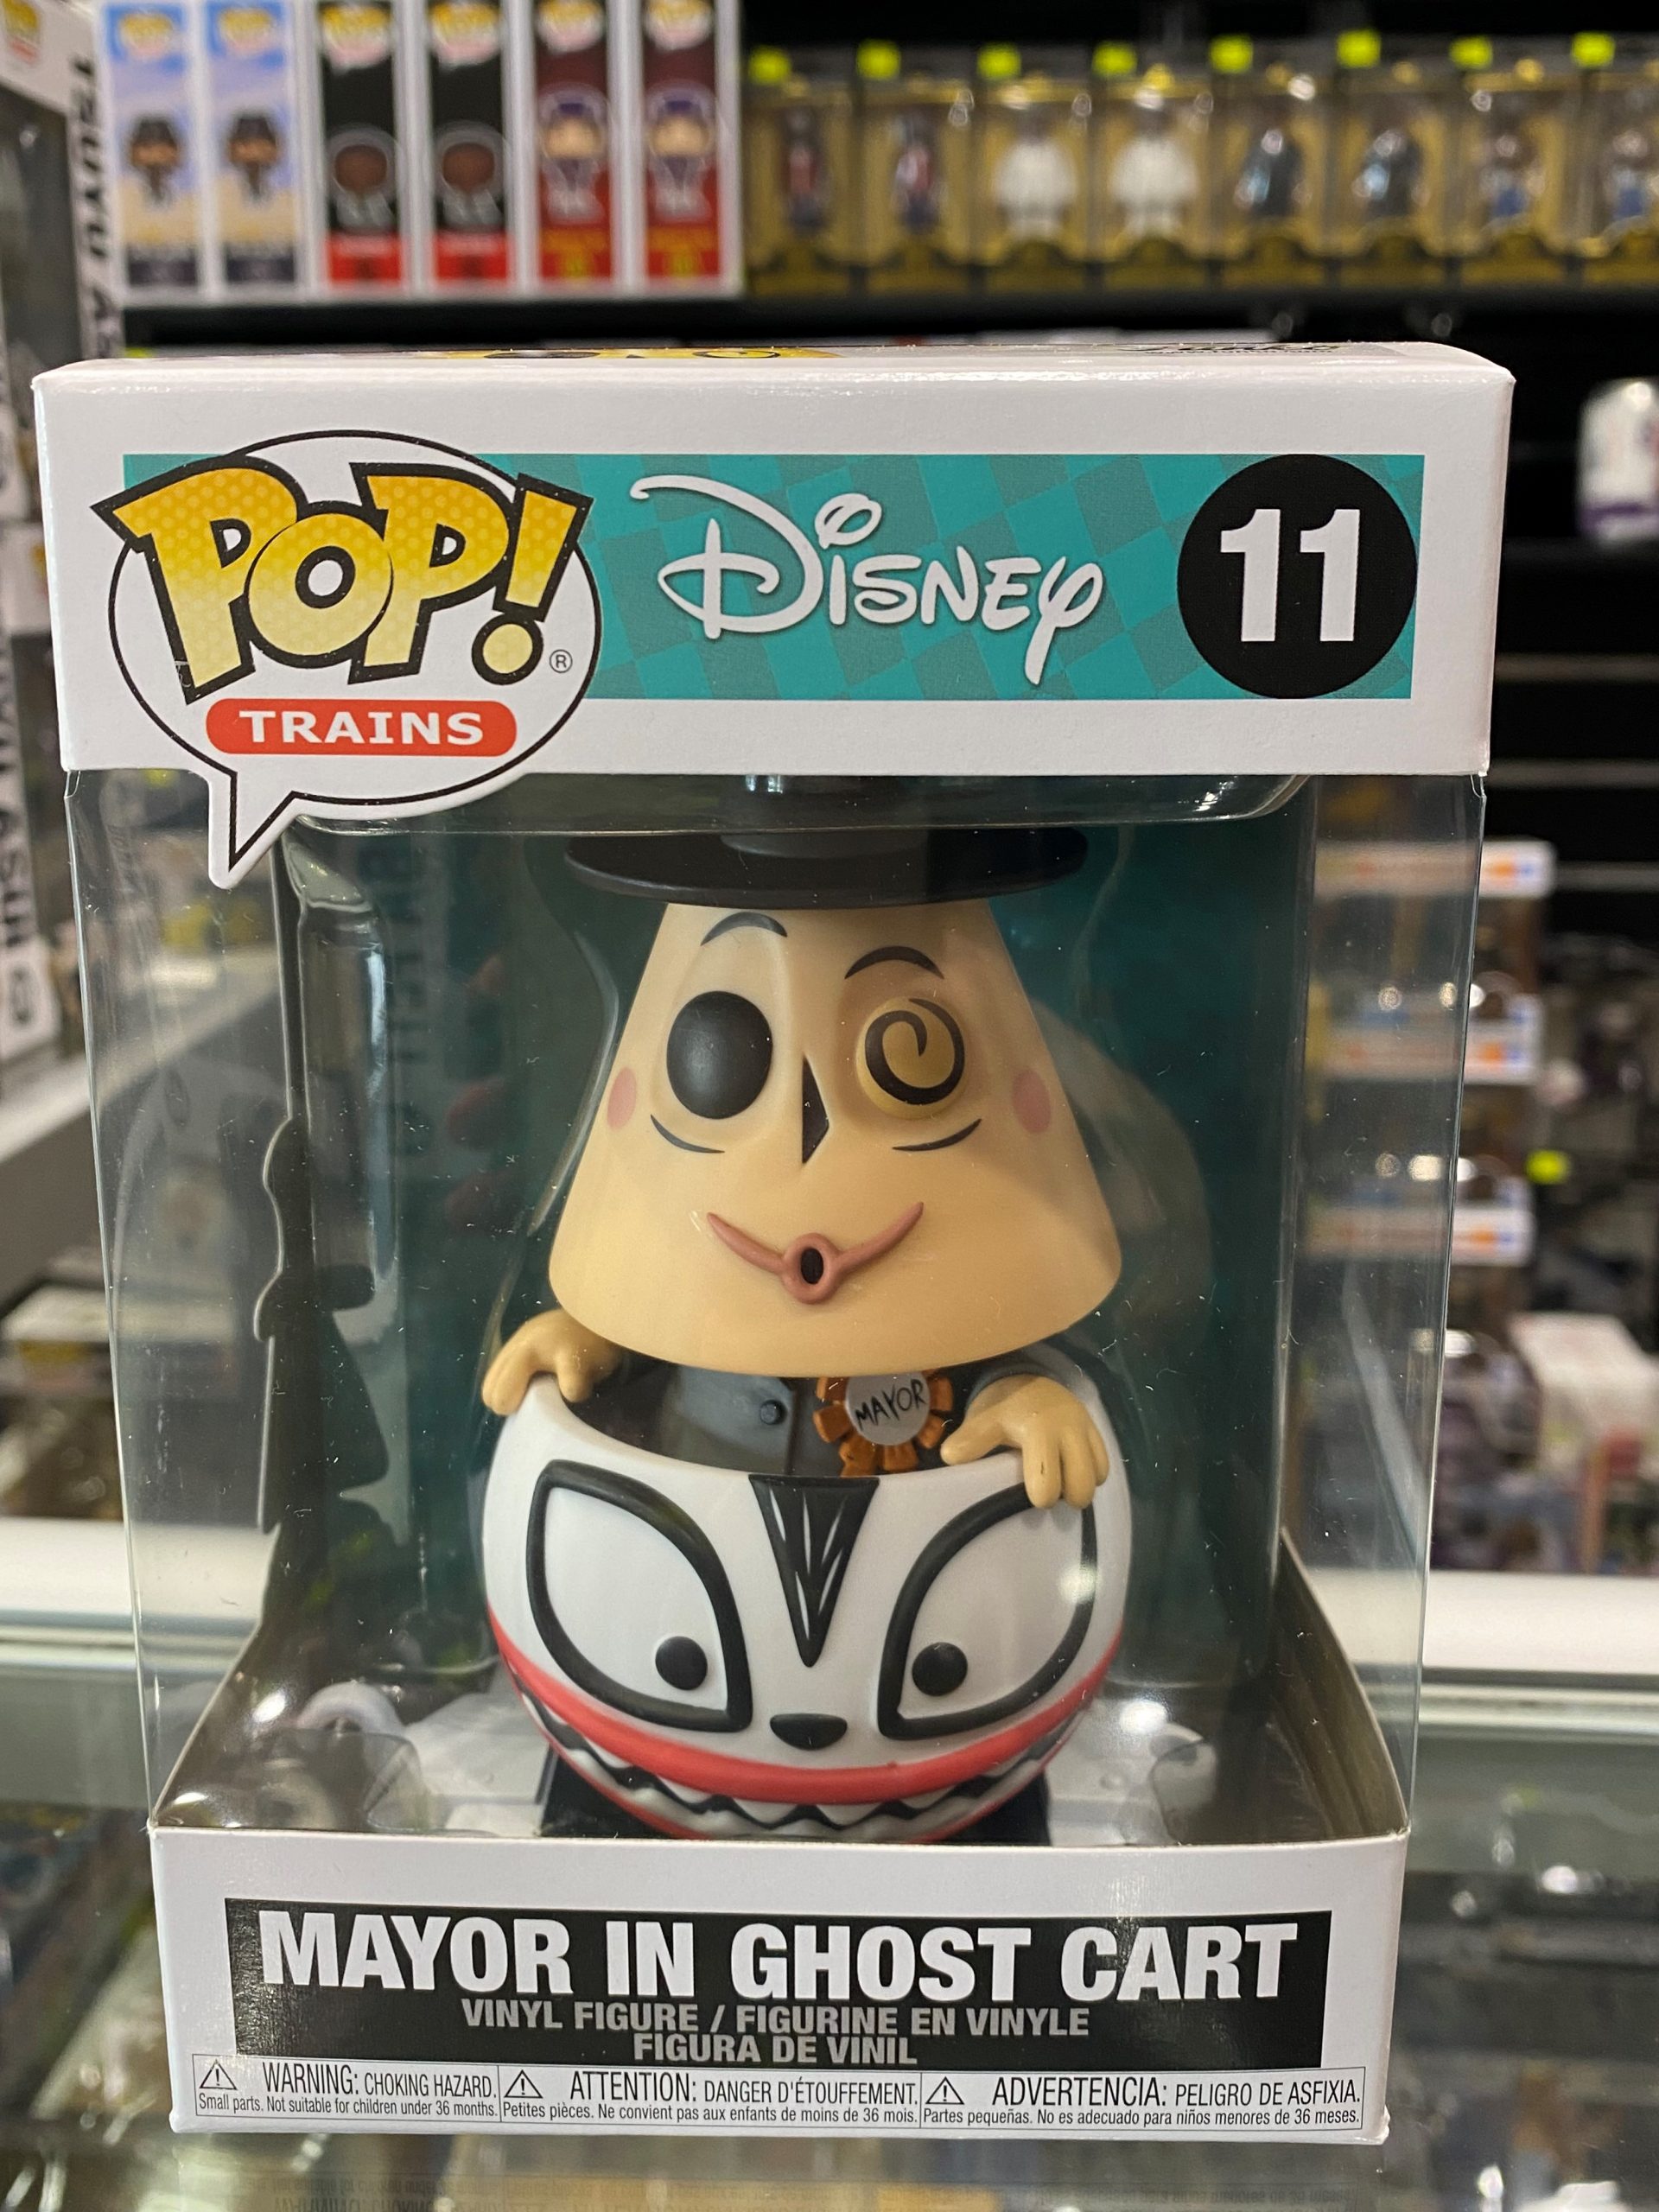 POP!®
TRAINS
DISNEY
11
MAYOR
MAYOR IN GHOST CART
VINYL FIGURE / FIGURINE EN VINYLE
FIGURA DE VINIL
⚠ WARNING: CHOKING HAZARD.
Small parts. Not suitable for children under 36 months.
⚠ ATTENTION: DANGER D'ÉTOUFFEMENT.
Petites pièces. Ne convient pas aux enfants de moins de 36 mois.
⚠ ADVERTENCIA: PELIGRO DE ASFIXIA.
Partes pequeñas. No es adecuado para niños menores de 36 meses.